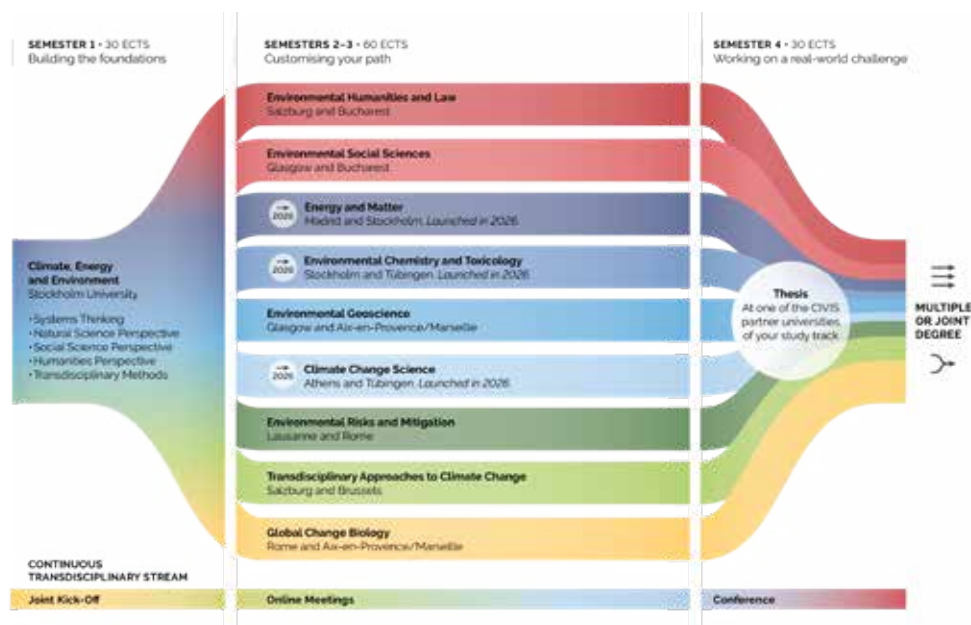 SEMESTER 1 • 30 ECTS
Building the foundations
SEMESTERS 2–3 • 60 ECTS
Customising your path
SEMESTER 4 • 30 ECTS
Working on a real-world challenge
Climate, Energy
and Environment
Stockholm University
•Systems Thinking
•Natural Science Perspective
•Social Science Perspective
•Humanities Perspective
•Transdisciplinary Methods
Environmental Humanities and Law
Salzburg and Bucharest
Environmental Social Sciences
Glasgow and Bucharest
2026
Energy and Matter
Madrid and Stockholm. Launched in 2026
2026
Environmental Chemistry and Toxicology
Stockholm and Tübingen. Launched in 2026
Environmental Geoscience
Glasgow and Aix-en-Provence/Marseille
2026
Climate Change Science
Athens and Tübingen. Launched in 2026
Environmental Risks and Mitigation
Lausanne and Rome
Transdisciplinary Approaches to Climate Change
Salzburg and Brussels
Global Change Biology
Rome and Aix-en-Provence/Marseille
Thesis
At one of the CIVIS
partner universities
of your study track
MULTIPLE
OR JOINT
DEGREE
CONTINUOUS
TRANSDISCIPLINARY STREAM
Joint Kick-Off
Online Meetings
Conference